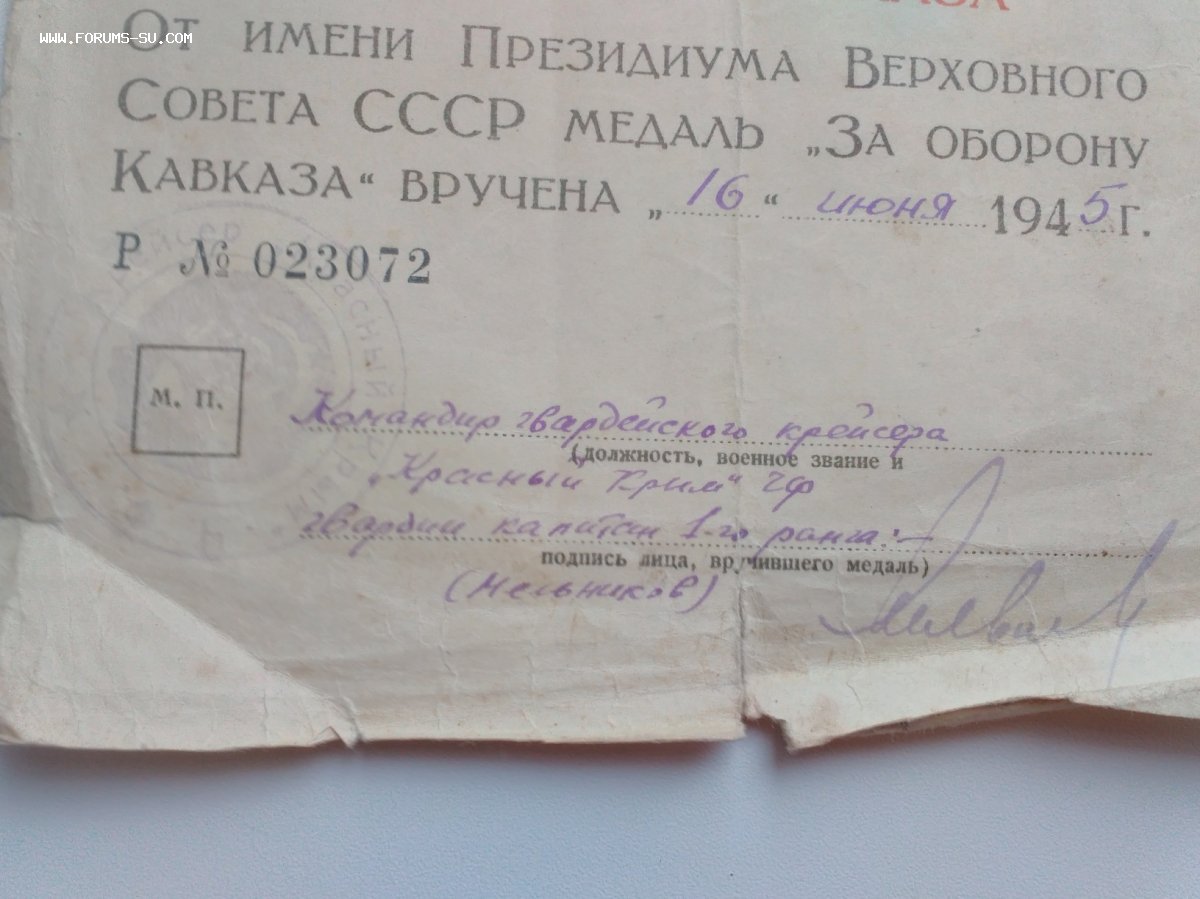 КАЗА
WWW.FORUMS-SU.COM
От имени Президиума Верховного
Совета СССР медаль „За оборону
Кавказа“ вручена „16“ июня 1945 г.
Р № 023072
М. П.
Командир гвардейского крейсера
(должность, военное звание и
„Красный Крым" ЧФ
гвардии капитан 1-го ранга:–
подпись лица, вручившего медаль)
(Мельников)